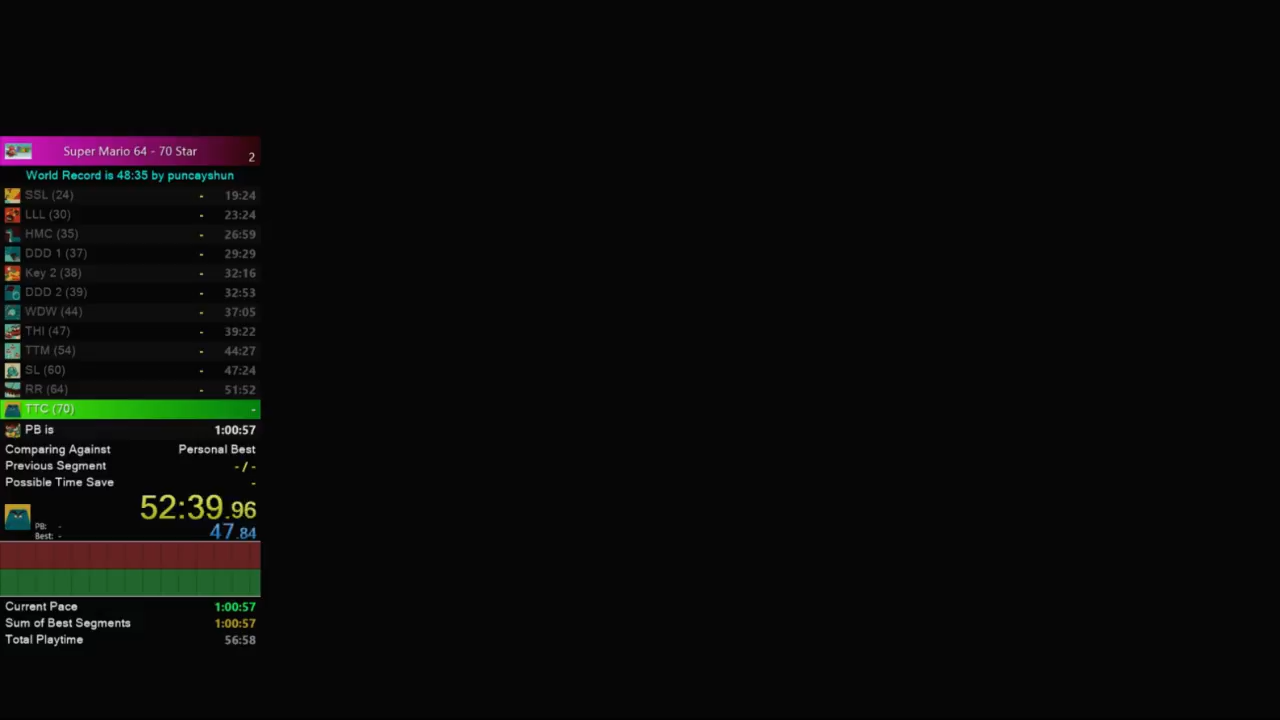 Super Mario 64 - 70 Star
2
World Record is 48:35 by puncayshun
SSL (24) - 19:24
LLL (30) - 23:24
HMC (35) - 26:59
DDD 1 (37) - 29:29
Key 2 (38) - 32:16
DDD 2 (39) - 32:53
WDW (44) - 37:05
THI (47) - 39:22
TTM (54) - 44:27
SL (60) - 47:24
RR (64) - 51:52
TTC (70) -
PB is 1:00:57
Comparing Against Personal Best
Previous Segment - / -
Possible Time Save -
52:39.96
PB: - 47.84
Best: -
Current Pace 1:00:57
Sum of Best Segments 1:00:57
Total Playtime 56:58